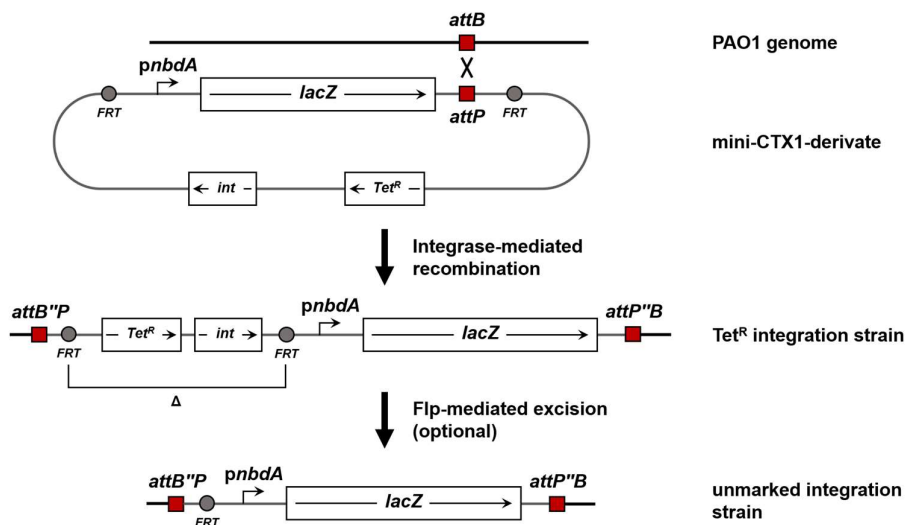 attB
PAO1 genome
pnbdA
lacZ
FRT
attP
FRT
mini-CTX1-derivate
int
Tetᴿ
Integrase-mediated
recombination
attB"P
pnbdA
attP"B
Tetᴿ
int
lacZ
Tetᴿ integration strain
FRT
FRT
Δ
Flp-mediated excision
(optional)
attB"P
pnbdA
attP"B
lacZ
unmarked integration
strain
FRT